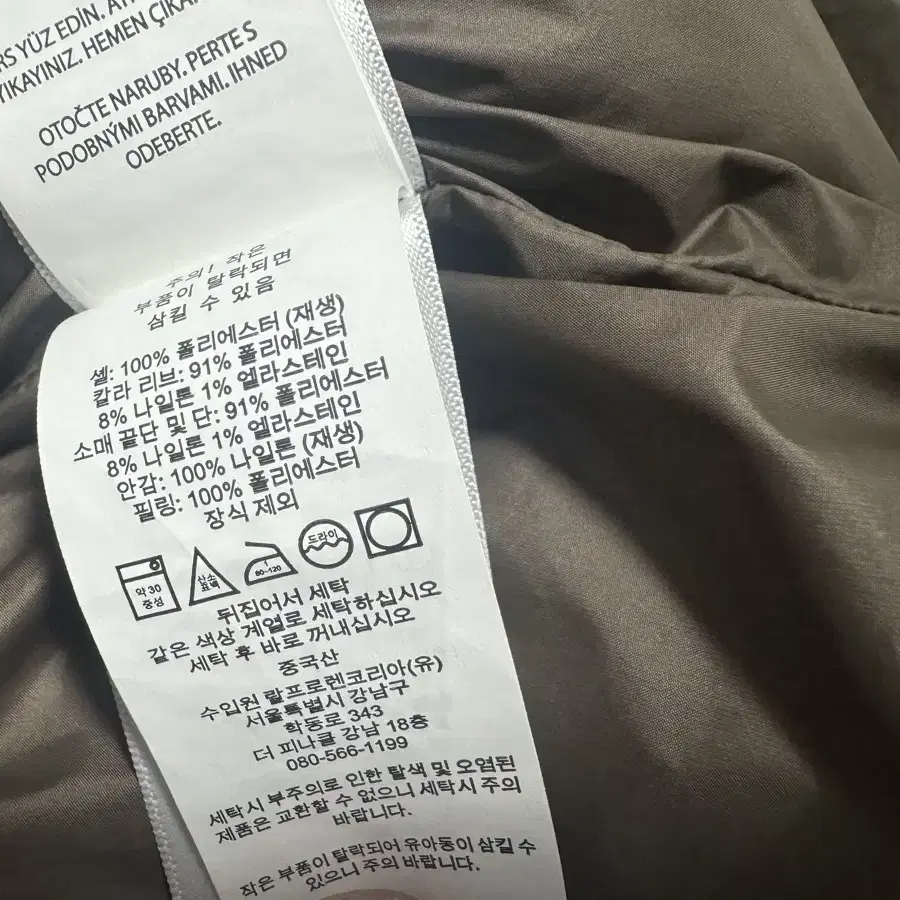 YÜZ EDİN.
YIKAYINIZ. HEMEN ÇIKAR
OTOČTE NARUBY. PERTE S
PODOBNÝMI BARVAMI. IHNED
ODEBERTE.
주의! 작은
부품이 탈락되면
삼킬 수 있음
셸: 100% 폴리에스터 (재생)
칼라 리브: 91% 폴리에스터
8% 나일론 1% 엘라스테인
소매 끝단 및 단: 91% 폴리에스터
8% 나일론 1% 엘라스테인
안감: 100% 나일론 (재생)
필링: 100% 폴리에스터
장식 제외
약 30
중성
산소
표백
80-120
드라이
뒤집어서 세탁
같은 색상 계열로 세탁하십시오
세탁 후 바로 꺼내십시오
중국산
수입원 랄프로렌코리아(유)
서울특별시 강남구
학동로 343
더 피나클 강남 18층
080-566-1199
세탁시 부주의로 인한 탈색 및 오염된
제품은 교환할 수 없으니 세탁시 주의
바랍니다.
작은 부품이 탈락되어 유아동이 삼킬 수
있으니 주의 바랍니다.